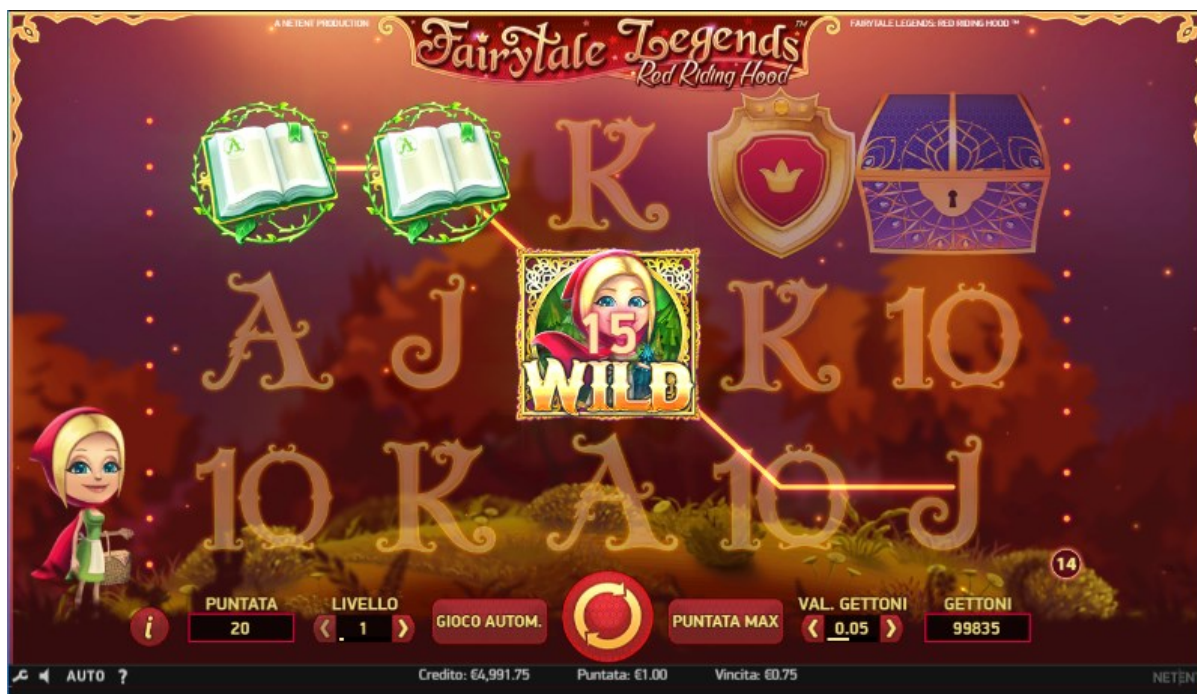 A NETENT PRODUCTION
Fairytale Legends™
Red Riding Hood
FAIRYTALE LEGENDS: RED RIDING HOOD ™
A
A
K
A
J
15
WILD
K
10
10
K
A
10
J
14
PUNTATA
20
LIVELLO
1
GIOCO AUTOM.
PUNTATA MAX
VAL. GETTONI
0.05
GETTONI
99835
AUTO ?
Credito: €4,991.75
Puntata: €1.00
Vincita: €0.75